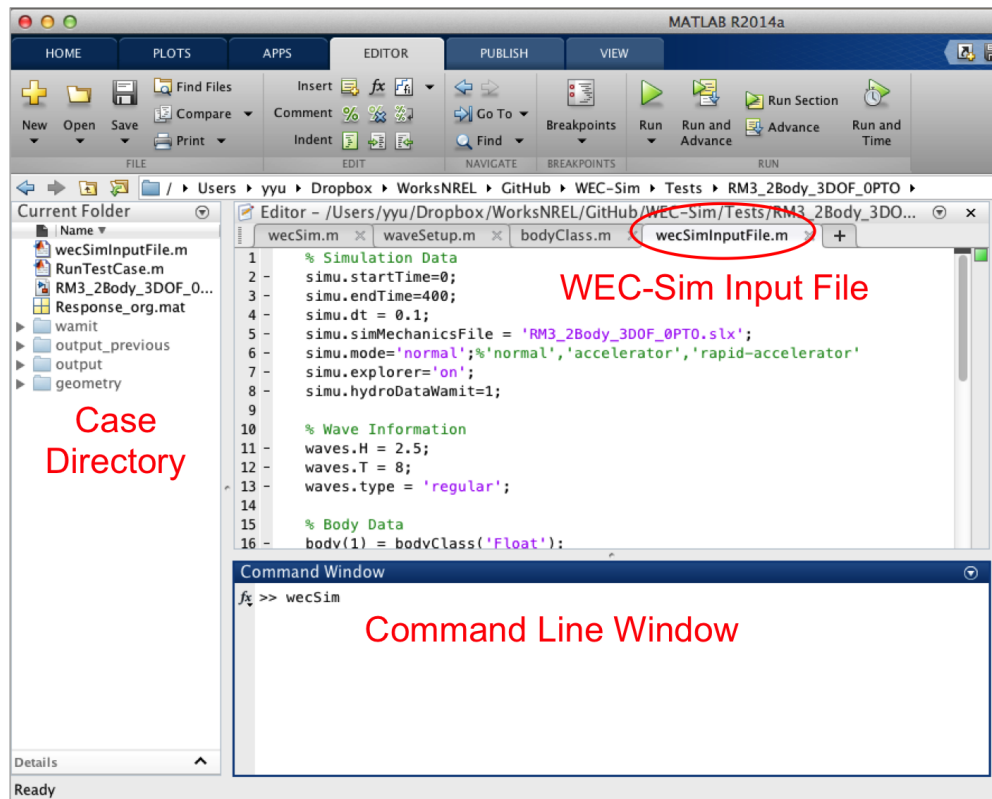 MATLAB R2014a
HOME PLOTS APPS EDITOR PUBLISH VIEW
New Open Save
Find Files
Compare
Print
FILE
Insert fx
Comment
Indent
EDIT
Go To
Find
NAVIGATE
Breakpoints
BREAKPOINTS
Run
Run and
Advance
Run Section
Advance
Run and
Time
RUN
/ Users yyu Dropbox WorksNREL GitHub WEC-Sim Tests RM3_2Body_3DOF_0PTO
Current Folder
Name
wecSimInputFile.m
RunTestCase.m
RM3_2Body_3DOF_0...
Response_org.mat
wamit
output_previous
output
geometry
Case
Directory
Details
Ready
Editor - /Users/yyu/Dropbox/WorksNREL/GitHub/WEC-Sim/Tests/RM3_2Body_3DO...
wecSim.m waveSetup.m bodyClass.m wecSimInputFile.m +
WEC-Sim Input File
1 % Simulation Data
2 - simu.startTime=0;
3 - simu.endTime=400;
4 - simu.dt = 0.1;
5 - simu.simMechanicsFile = 'RM3_2Body_3DOF_0PTO.slx';
6 - simu.mode='normal';%'normal','accelerator','rapid-accelerator'
7 - simu.explorer='on';
8 - simu.hydroDataWamit=1;
9
10 % Wave Information
11 - waves.H = 2.5;
12 - waves.T = 8;
13 - waves.type = 'regular';
14
15 % Body Data
16 - body(1) = bodyClass('Float');
Command Window
fx >> wecSim
Command Line Window